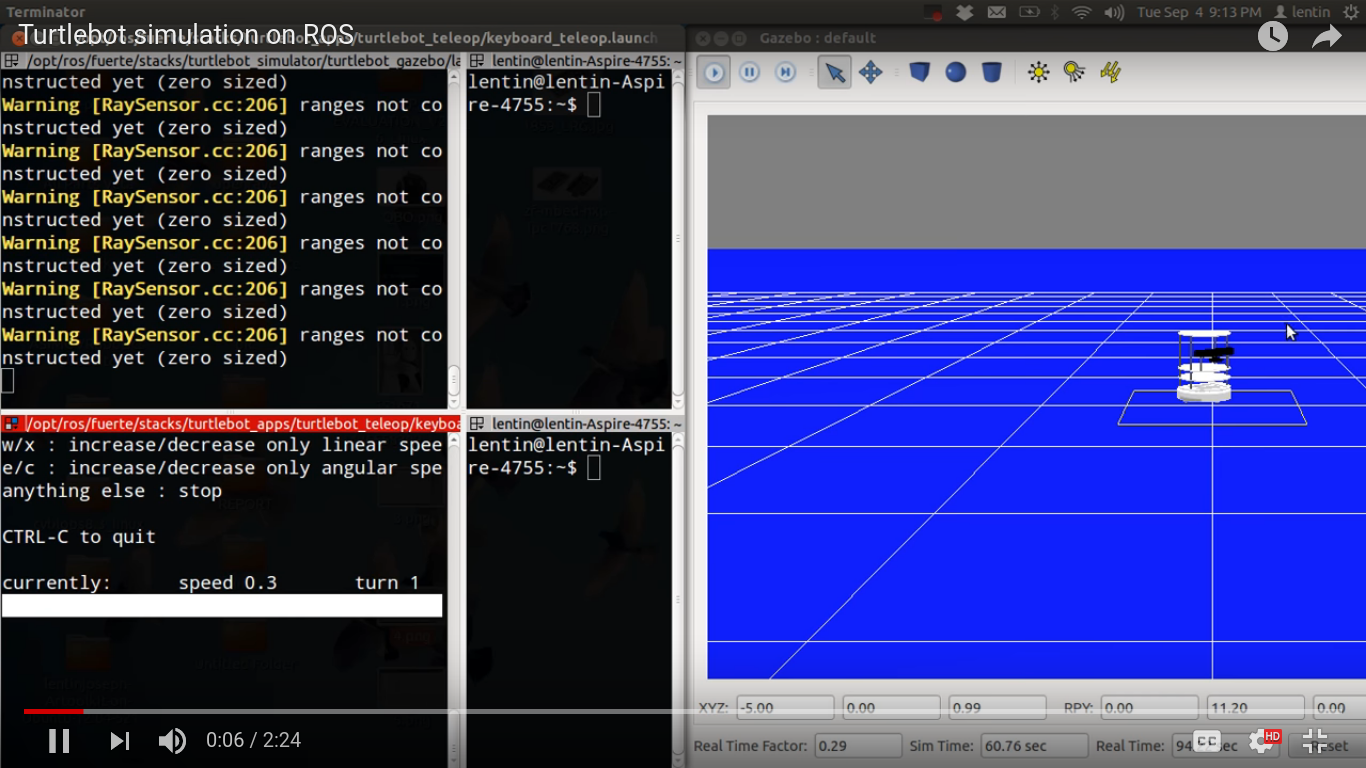 Terminator
Tue Sep 4 9:13 PM
lentin
Turtlebot simulation on ROS
turtlebot_teleop/keyboard_teleop.launch
Gazebo : default
/opt/ros/fuerte/stacks/turtlebot_simulator/turtlebot_gazebo/la
lentin@lentin-Aspire-4755: ~
nstructed yet (zero sized)
Warning [RaySensor.cc:206] ranges not co
nstructed yet (zero sized)
Warning [RaySensor.cc:206] ranges not co
nstructed yet (zero sized)
Warning [RaySensor.cc:206] ranges not co
nstructed yet (zero sized)
Warning [RaySensor.cc:206] ranges not co
nstructed yet (zero sized)
Warning [RaySensor.cc:206] ranges not co
nstructed yet (zero sized)
Warning [RaySensor.cc:206] ranges not co
nstructed yet (zero sized)
lentin@lentin-Aspi
re-4755:~$
/opt/ros/fuerte/stacks/turtlebot_apps/turtlebot_teleop/keyboa
lentin@lentin-Aspire-4755: ~
w/x : increase/decrease only linear spee
e/c : increase/decrease only angular spe
anything else : stop
CTRL-C to quit
currently: speed 0.3 turn 1
lentin@lentin-Aspi
re-4755:~$
XYZ: -5.00 0.00 0.99 RPY: 0.00 11.20 0.00
Real Time Factor: 0.29 Sim Time: 60.76 sec Real Time:
0:06 / 2:24
CC
HD